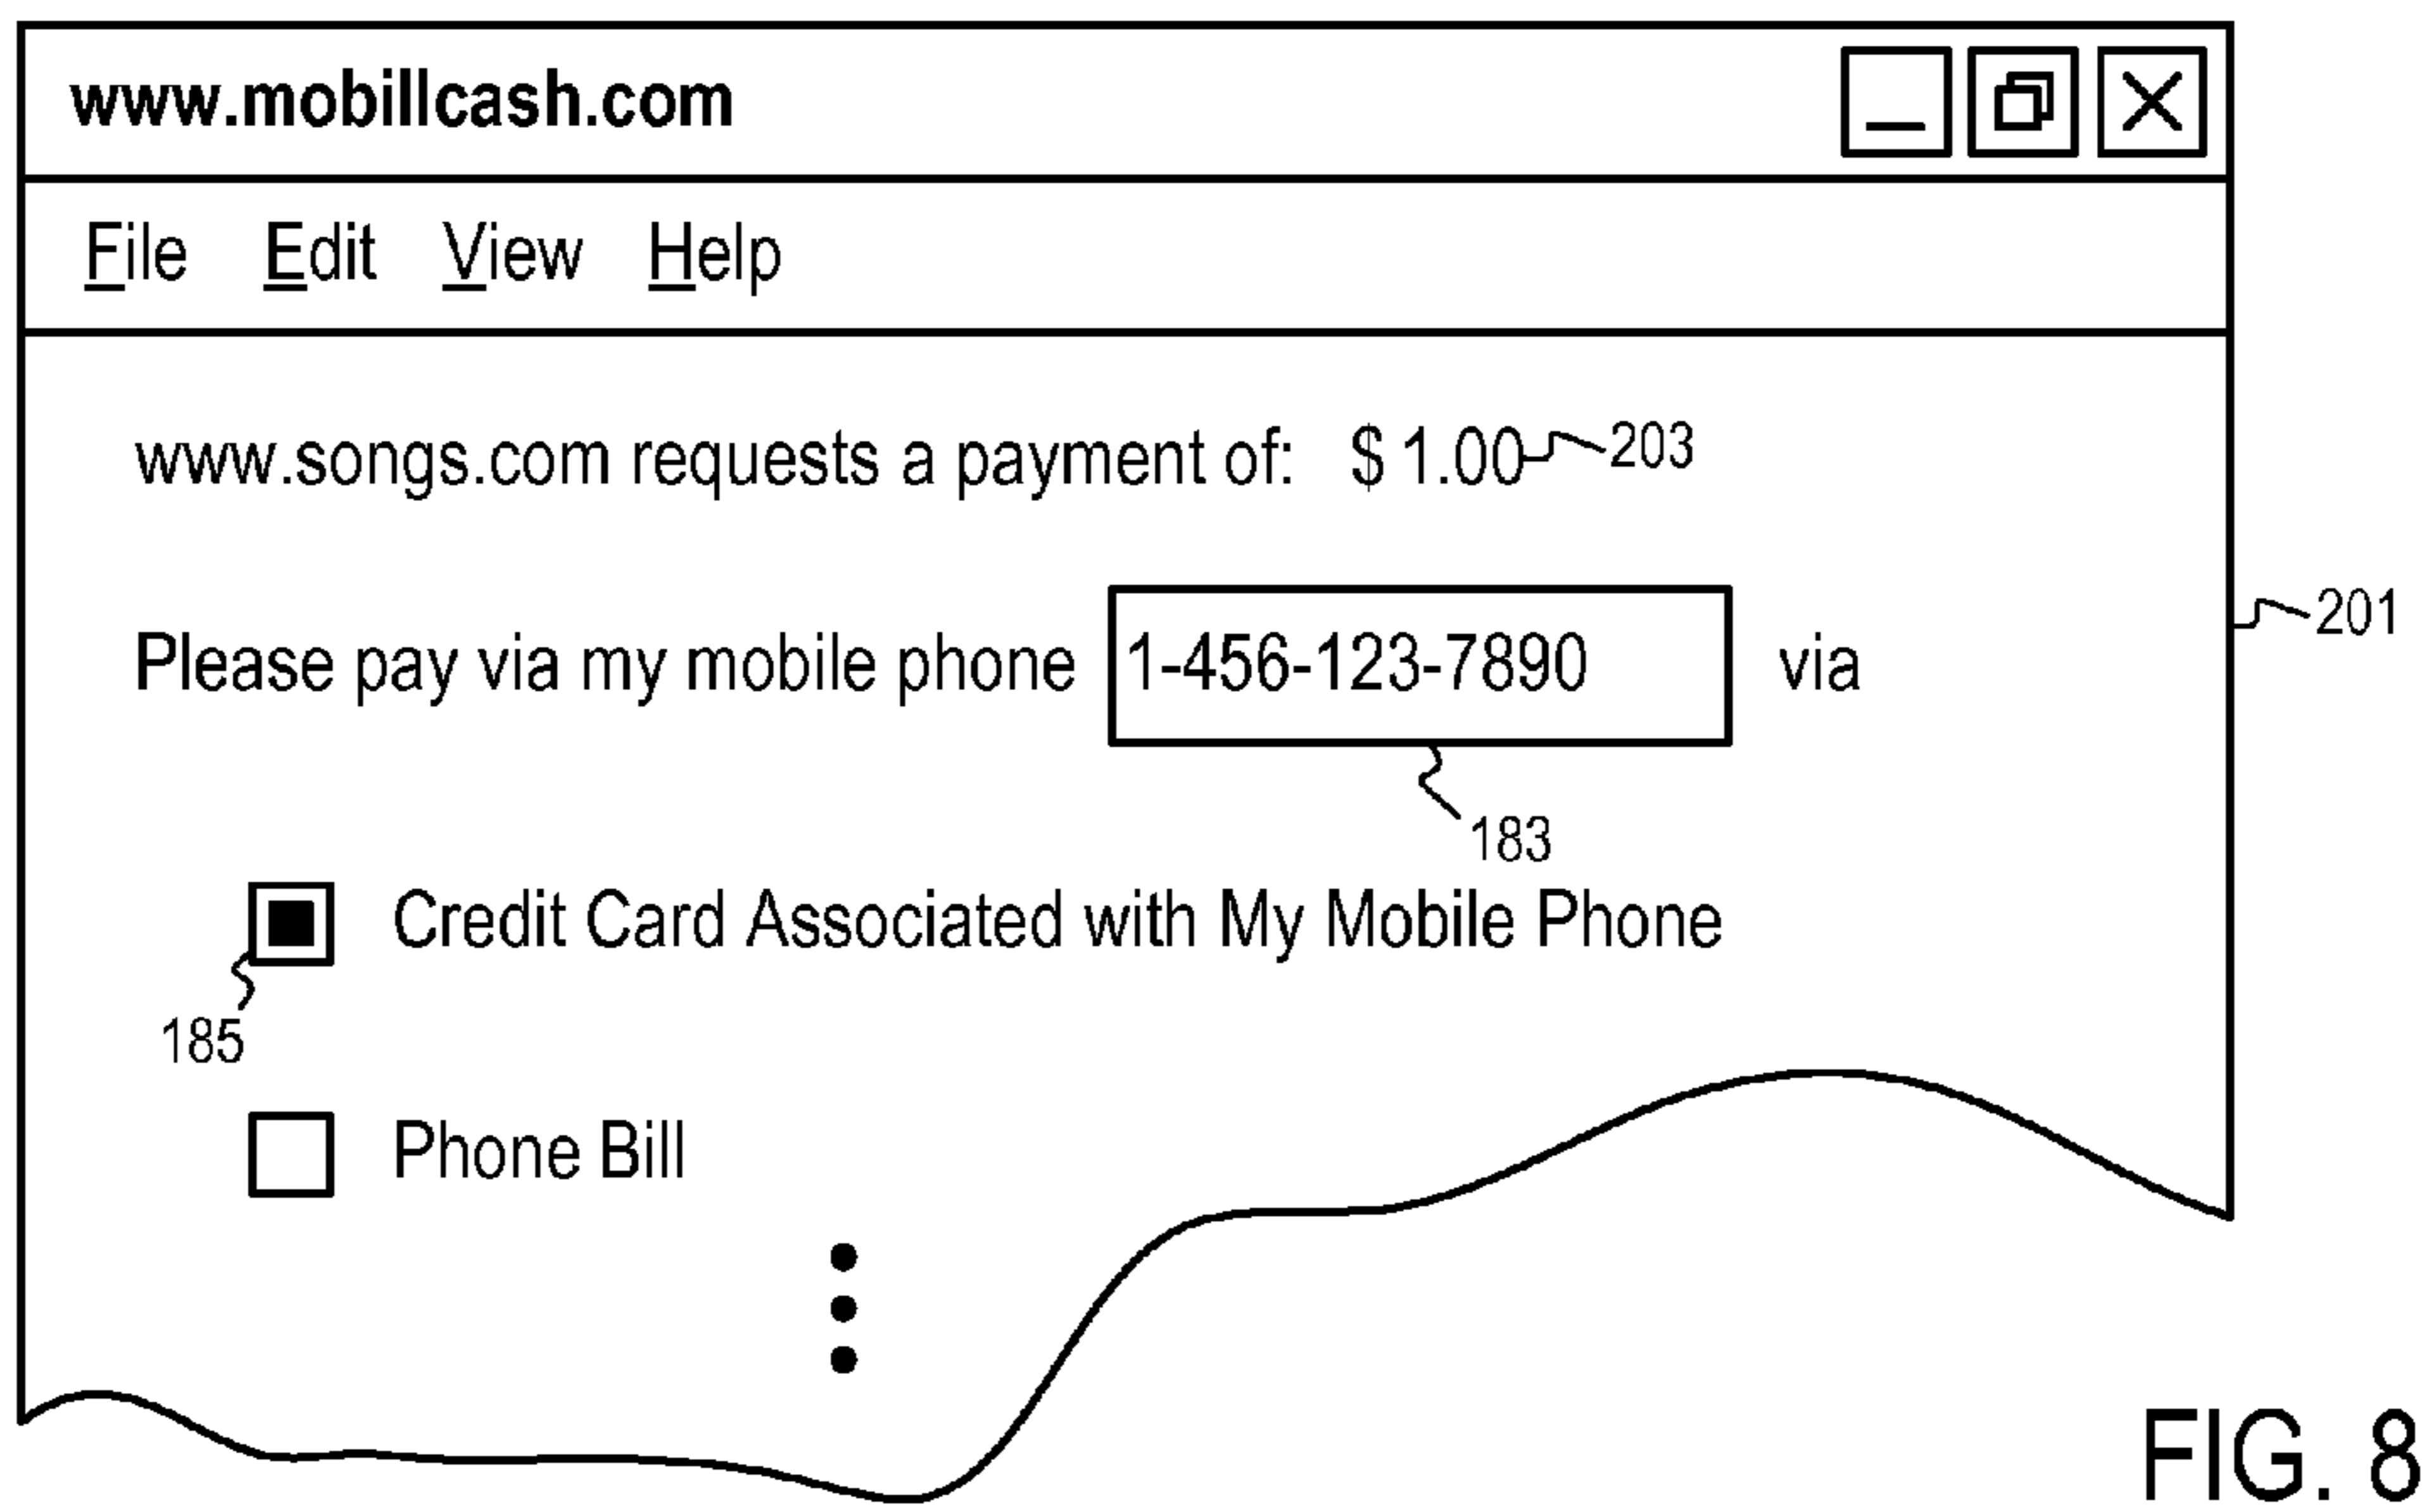 www.mobillcash.com
File Edit View Help
www.songs.com requests a payment of: $ 1.00 203
Please pay via my mobile phone 1-456-123-7890 via
201
183
Credit Card Associated with My Mobile Phone
185
Phone Bill
FIG. 8